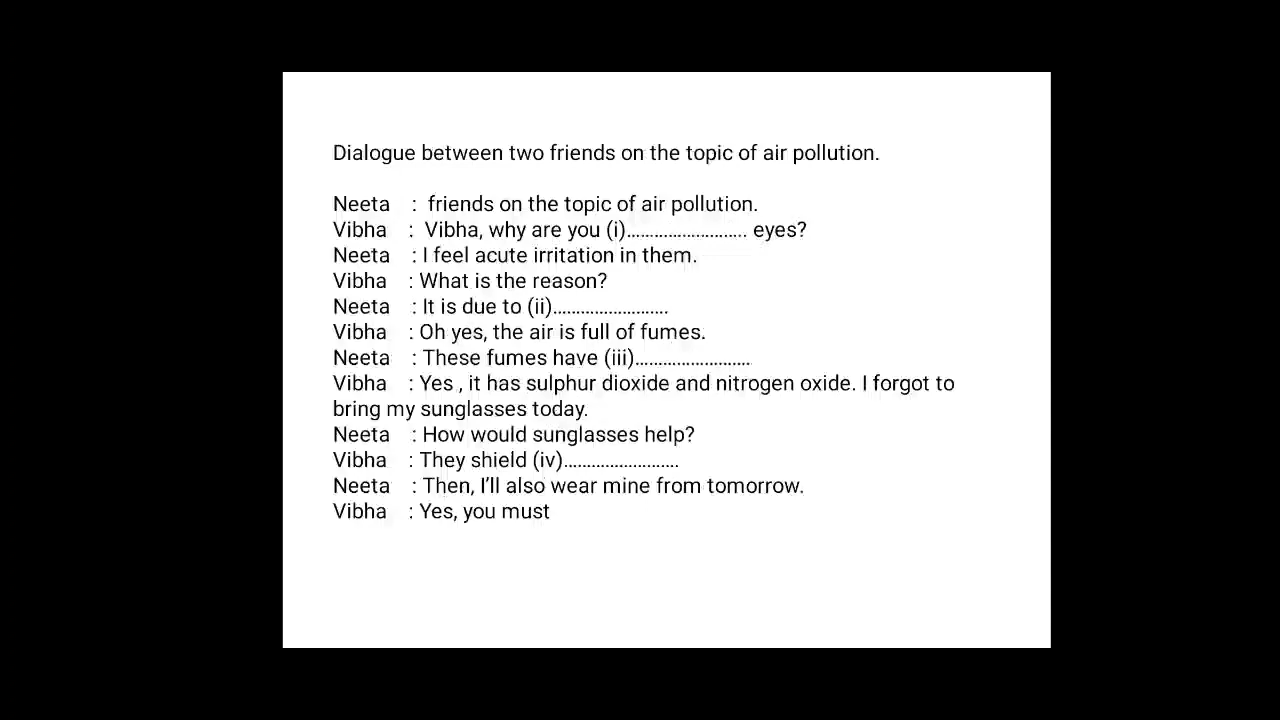 Dialogue between two friends on the topic of air pollution.
Neeta : friends on the topic of air pollution.
Vibha : Vibha, why are you (i)........................ eyes?
Neeta : I feel acute irritation in them.
Vibha : What is the reason?
Neeta : It is due to (ii).........................
Vibha : Oh yes, the air is full of fumes.
Neeta : These fumes have (iii).........................
Vibha : Yes , it has sulphur dioxide and nitrogen oxide. I forgot to
bring my sunglasses today.
Neeta : How would sunglasses help?
Vibha : They shield (iv).........................
Neeta : Then, I’ll also wear mine from tomorrow.
Vibha : Yes, you must